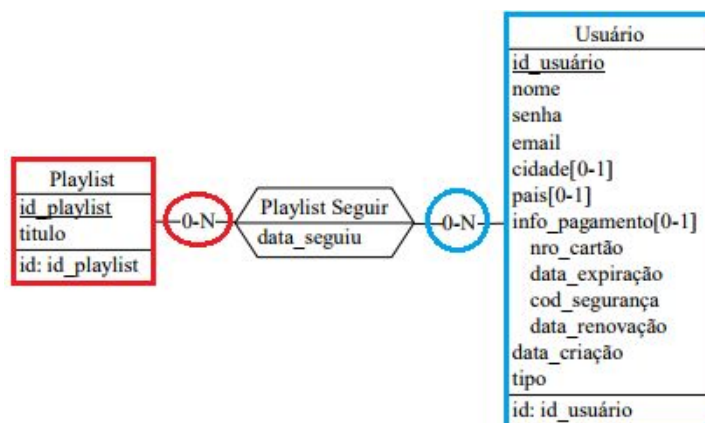 Playlist
id_playlist
titulo
id: id_playlist
0-N
Playlist Seguir
data_seguiu
0-N
Usuário
id_usuário
nome
senha
email
cidade[0-1]
pais[0-1]
info_pagamento[0-1]
nro_cartão
data_expiração
cod_segurança
data_renovação
data_criação
tipo
id: id_usuário